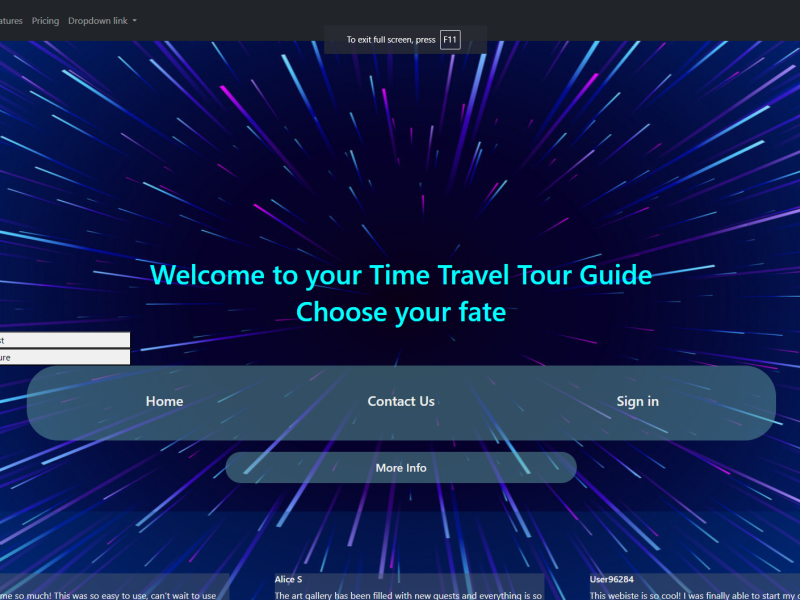 Pricing Dropdown link
To exit full screen, press F11
Welcome to your Time Travel Tour Guide
Choose your fate
Home Contact Us Sign in
More Info
Alice S User96284
me so much! This was so easy to use, can't wait to use The art gallery has been filled with new guests and everything is so This webiste is so cool! I was finally able to start my